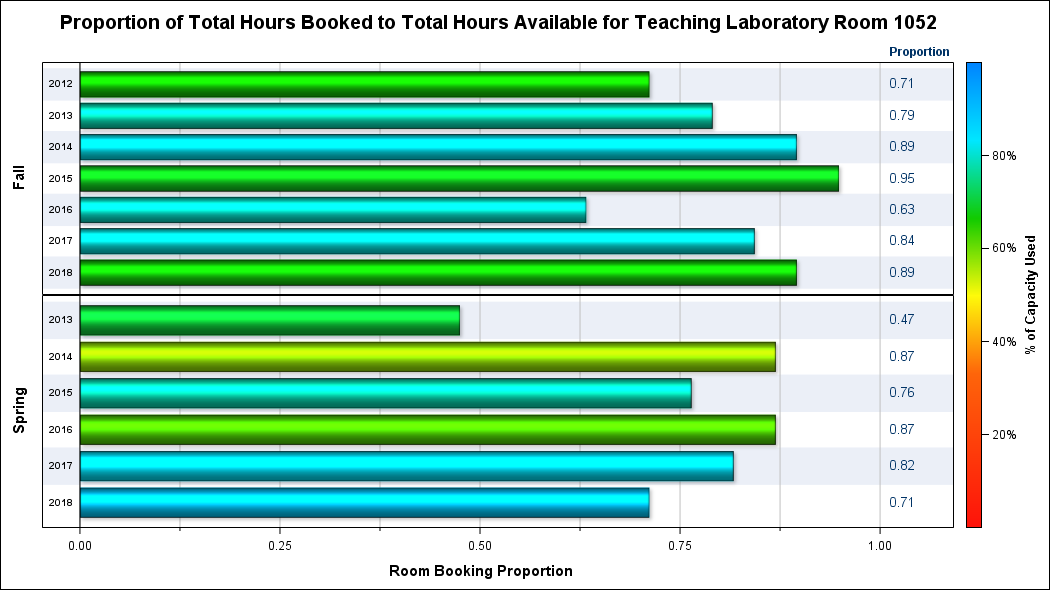 Proportion of Total Hours Booked to Total Hours Available for Teaching Laboratory Room 1052
Proportion
Fall
2012 0.71
2013 0.79
2014 0.89
2015 0.95
2016 0.63
2017 0.84
2018 0.89
Spring
2013 0.47
2014 0.87
2015 0.76
2016 0.87
2017 0.82
2018 0.71
0.00 0.25 0.50 0.75 1.00
Room Booking Proportion
80%
60%
40%
20%
% of Capacity Used